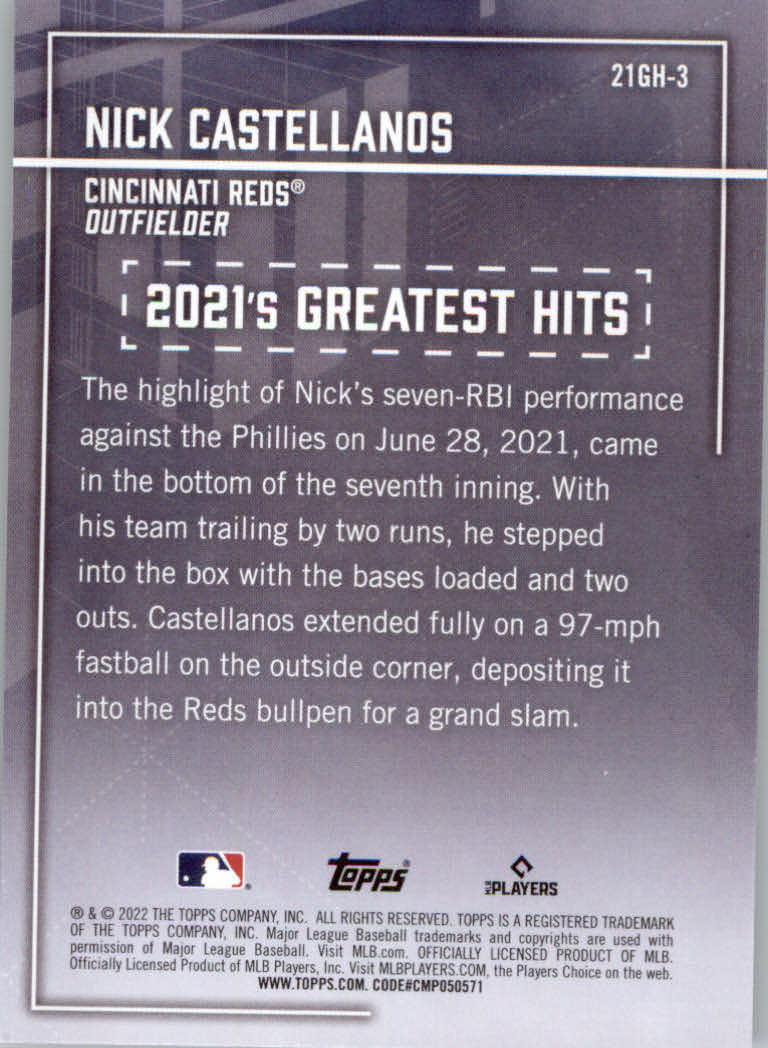 21GH-3
NICK CASTELLANOS
CINCINNATI REDS®
OUTFIELDER
2021's GREATEST HITS
The highlight of Nick's seven-RBI performance
against the Phillies on June 28, 2021, came
in the bottom of the seventh inning. With
his team trailing by two runs, he stepped
into the box with the bases loaded and two
outs. Castellanos extended fully on a 97-mph
fastball on the outside corner, depositing it
into the Reds bullpen for a grand slam.
Topps® MLB PLAYERS
® & © 2022 THE TOPPS COMPANY, INC. ALL RIGHTS RESERVED. TOPPS IS A REGISTERED TRADEMARK
OF THE TOPPS COMPANY, INC. Major League Baseball trademarks and copyrights are used with
permission of Major League Baseball. Visit MLB.com. OFFICIALLY LICENSED PRODUCT OF MLB.
Officially Licensed Product of MLB Players, Inc. Visit MLBPLAYERS.COM, the Players Choice on the web.
WWW.TOPPS.COM. CODE#CMP050571